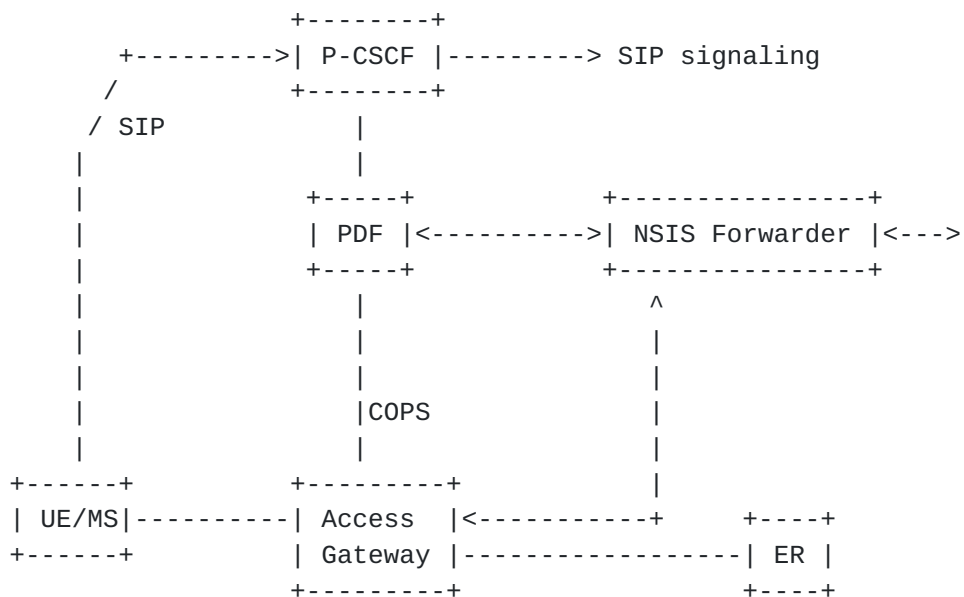 P-CSCF SIP signaling
SIP
PDF NSIS Forwarder
COPS
UE/MS Access
Gateway ER